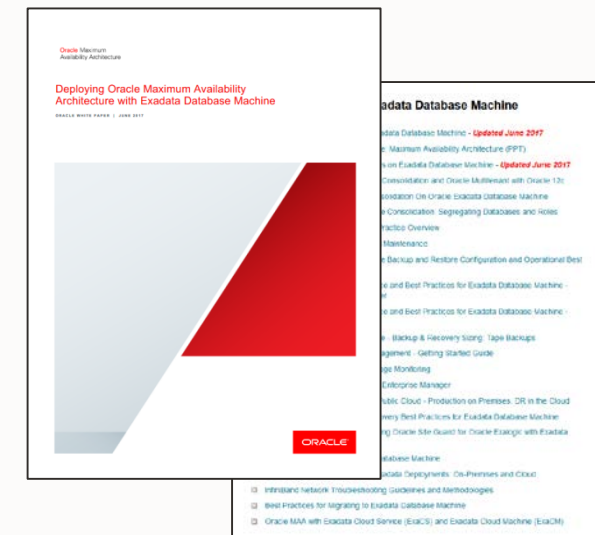 Oracle Maximum
Availability Architecture
Deploying Oracle Maximum Availability
Architecture with Exadata Database Machine
ORACLE WHITE PAPER | JUNE 2017
ORACLE
adata Database Machine
adata Database Machine - Updated June 2017
e: Maximum Availability Architecture (PPT)
s on Exadata Database Machine - Updated June 2017
Consolidation and Oracle Multitenant with Oracle 12c
solidation On Oracle Exadata Database Machine
e Consolidation: Segregating Databases and Roles
ractice Overview
Maintenance
e Backup and Restore Configuration and Operational Best
ce and Best Practices for Exadata Database Machine -
er
ce and Best Practices for Exadata Database Machine -
e - Backup & Recovery Sizing: Tape Backups
agement - Getting Started Guide
ge Monitoring
Enterprise Manager
Public Cloud - Production on Premises, DR in the Cloud
very Best Practices for Exadata Database Machine
ng Oracle Site Guard for Oracle Exalogic with Exadata
atabase Machine
adata Deployments: On-Premises and Cloud
InfiniBand Network Troubleshooting Guidelines and Methodologies
Best Practices for Migrating to Exadata Database Machine
Oracle MAA with Exadata Cloud Service (ExaCS) and Exadata Cloud Machine (ExaCM)